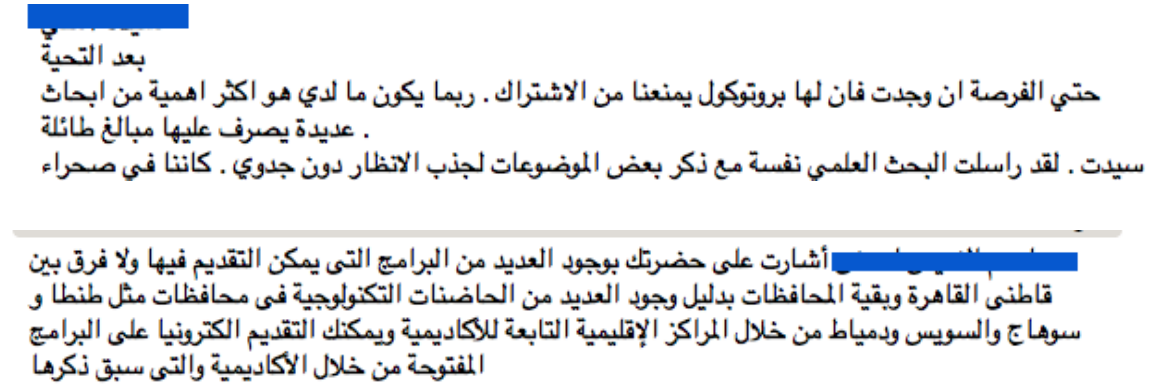 بعد التحية
حتي الفرصة ان وجدت فان لها بروتوكول يمنعنا من الاشتراك . ربما يكون ما لدي هو اكثر اهمية من ابحاث
عديدة يصرف عليها مبالغ طائلة .
سيدت . لقد راسلت البحث العلمي نفسة مع ذكر بعض الموضوعات لجذب الانظار دون جدوي . كاننا في صحراء
أشارت على حضرتك بوجود العديد من البرامج التى يمكن التقديم فيها ولا فرق بين
قاطنى القاهرة وبقية المحافظات بدليل وجود العديد من الحاضنات التكنولوجية فى محافظات مثل طنطا و
سوهاج والسويس ودمياط من خلال المراكز الإقليمية التابعة للأكاديمية ويمكنك التقديم الكترونيا على البرامج
المفتوحة من خلال الأكاديمية والتى سبق ذكرها